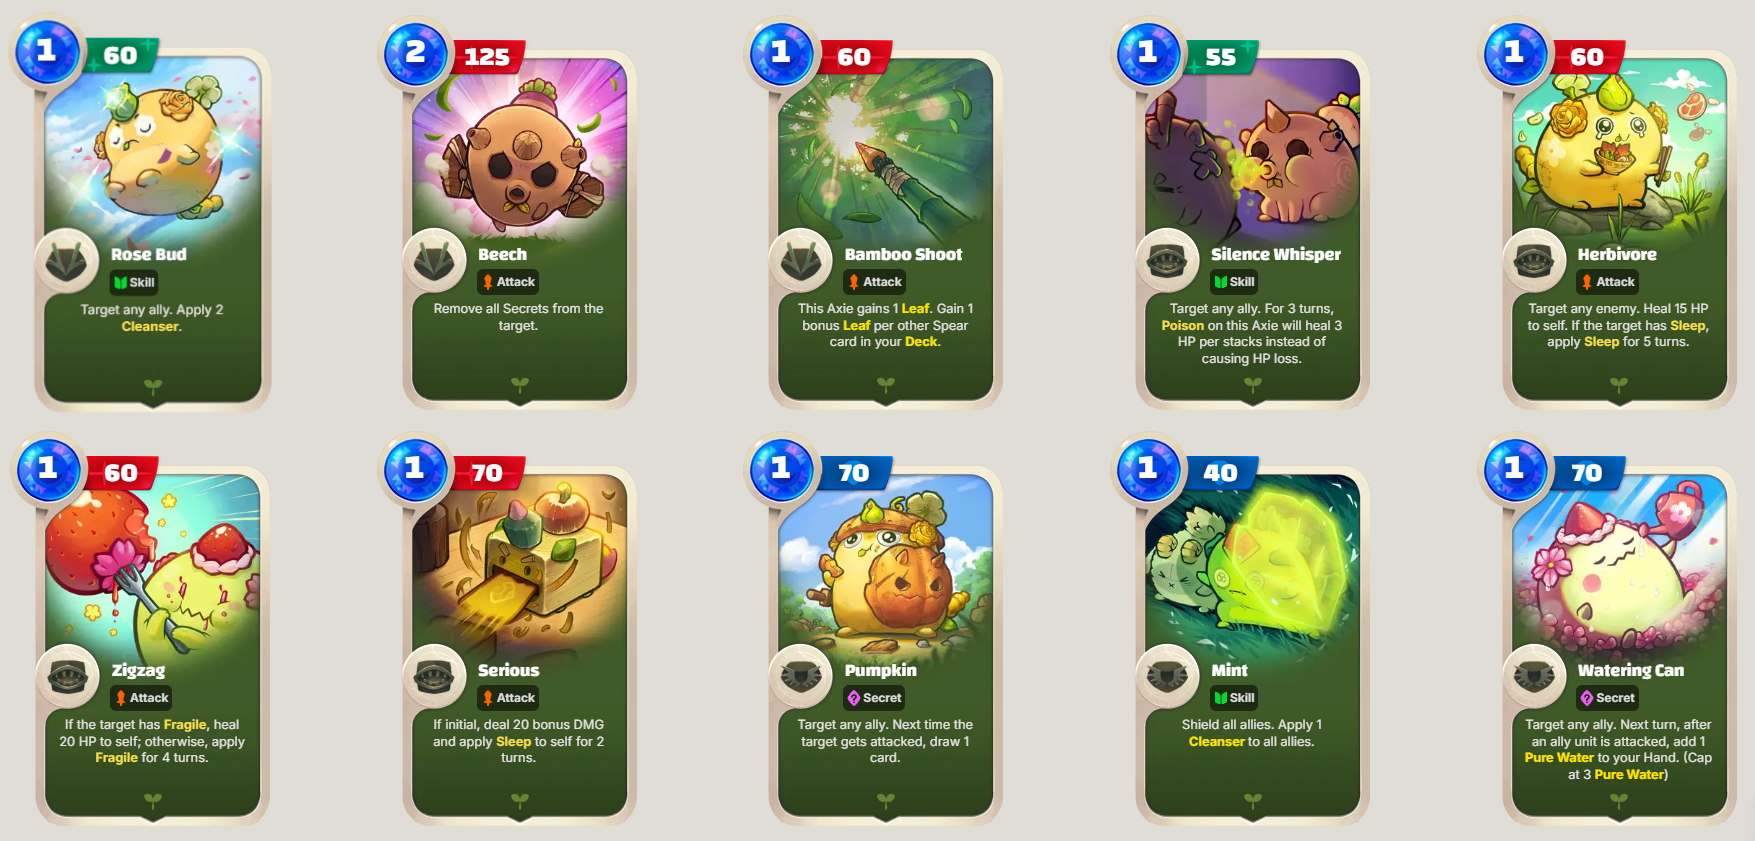 1
60
Rose Bud
Skill
Target any ally. Apply 2
Cleanser.
2
125
Beech
Attack
Remove all Secrets from the
target.
1
60
Bamboo Shoot
Attack
This Axie gains 1 Leaf. Gain 1
bonus Leaf per other Spear
card in your Deck.
1
55
Silence Whisper
Skill
Target any ally. For 3 turns,
Poison on this Axie will heal 3
HP per stacks instead of
causing HP loss.
1
60
Herbivore
Attack
Target any enemy. Heal 15 HP
to self. If the target has Sleep,
apply Sleep for 5 turns.
1
60
Zigzag
Attack
If the target has Fragile, heal
20 HP to self; otherwise, apply
Fragile for 4 turns.
1
70
Serious
Attack
If initial, deal 20 bonus DMG
and apply Sleep to self for 2
turns.
1
70
Pumpkin
Secret
Target any ally. Next time the
target gets attacked, draw 1
card.
1
40
Mint
Skill
Shield all allies. Apply 1
Cleanser to all allies.
1
70
Watering Can
Secret
Target any ally. Next turn, after
an ally unit is attacked, add 1
Pure Water to your Hand. (Cap
at 3 Pure Water)